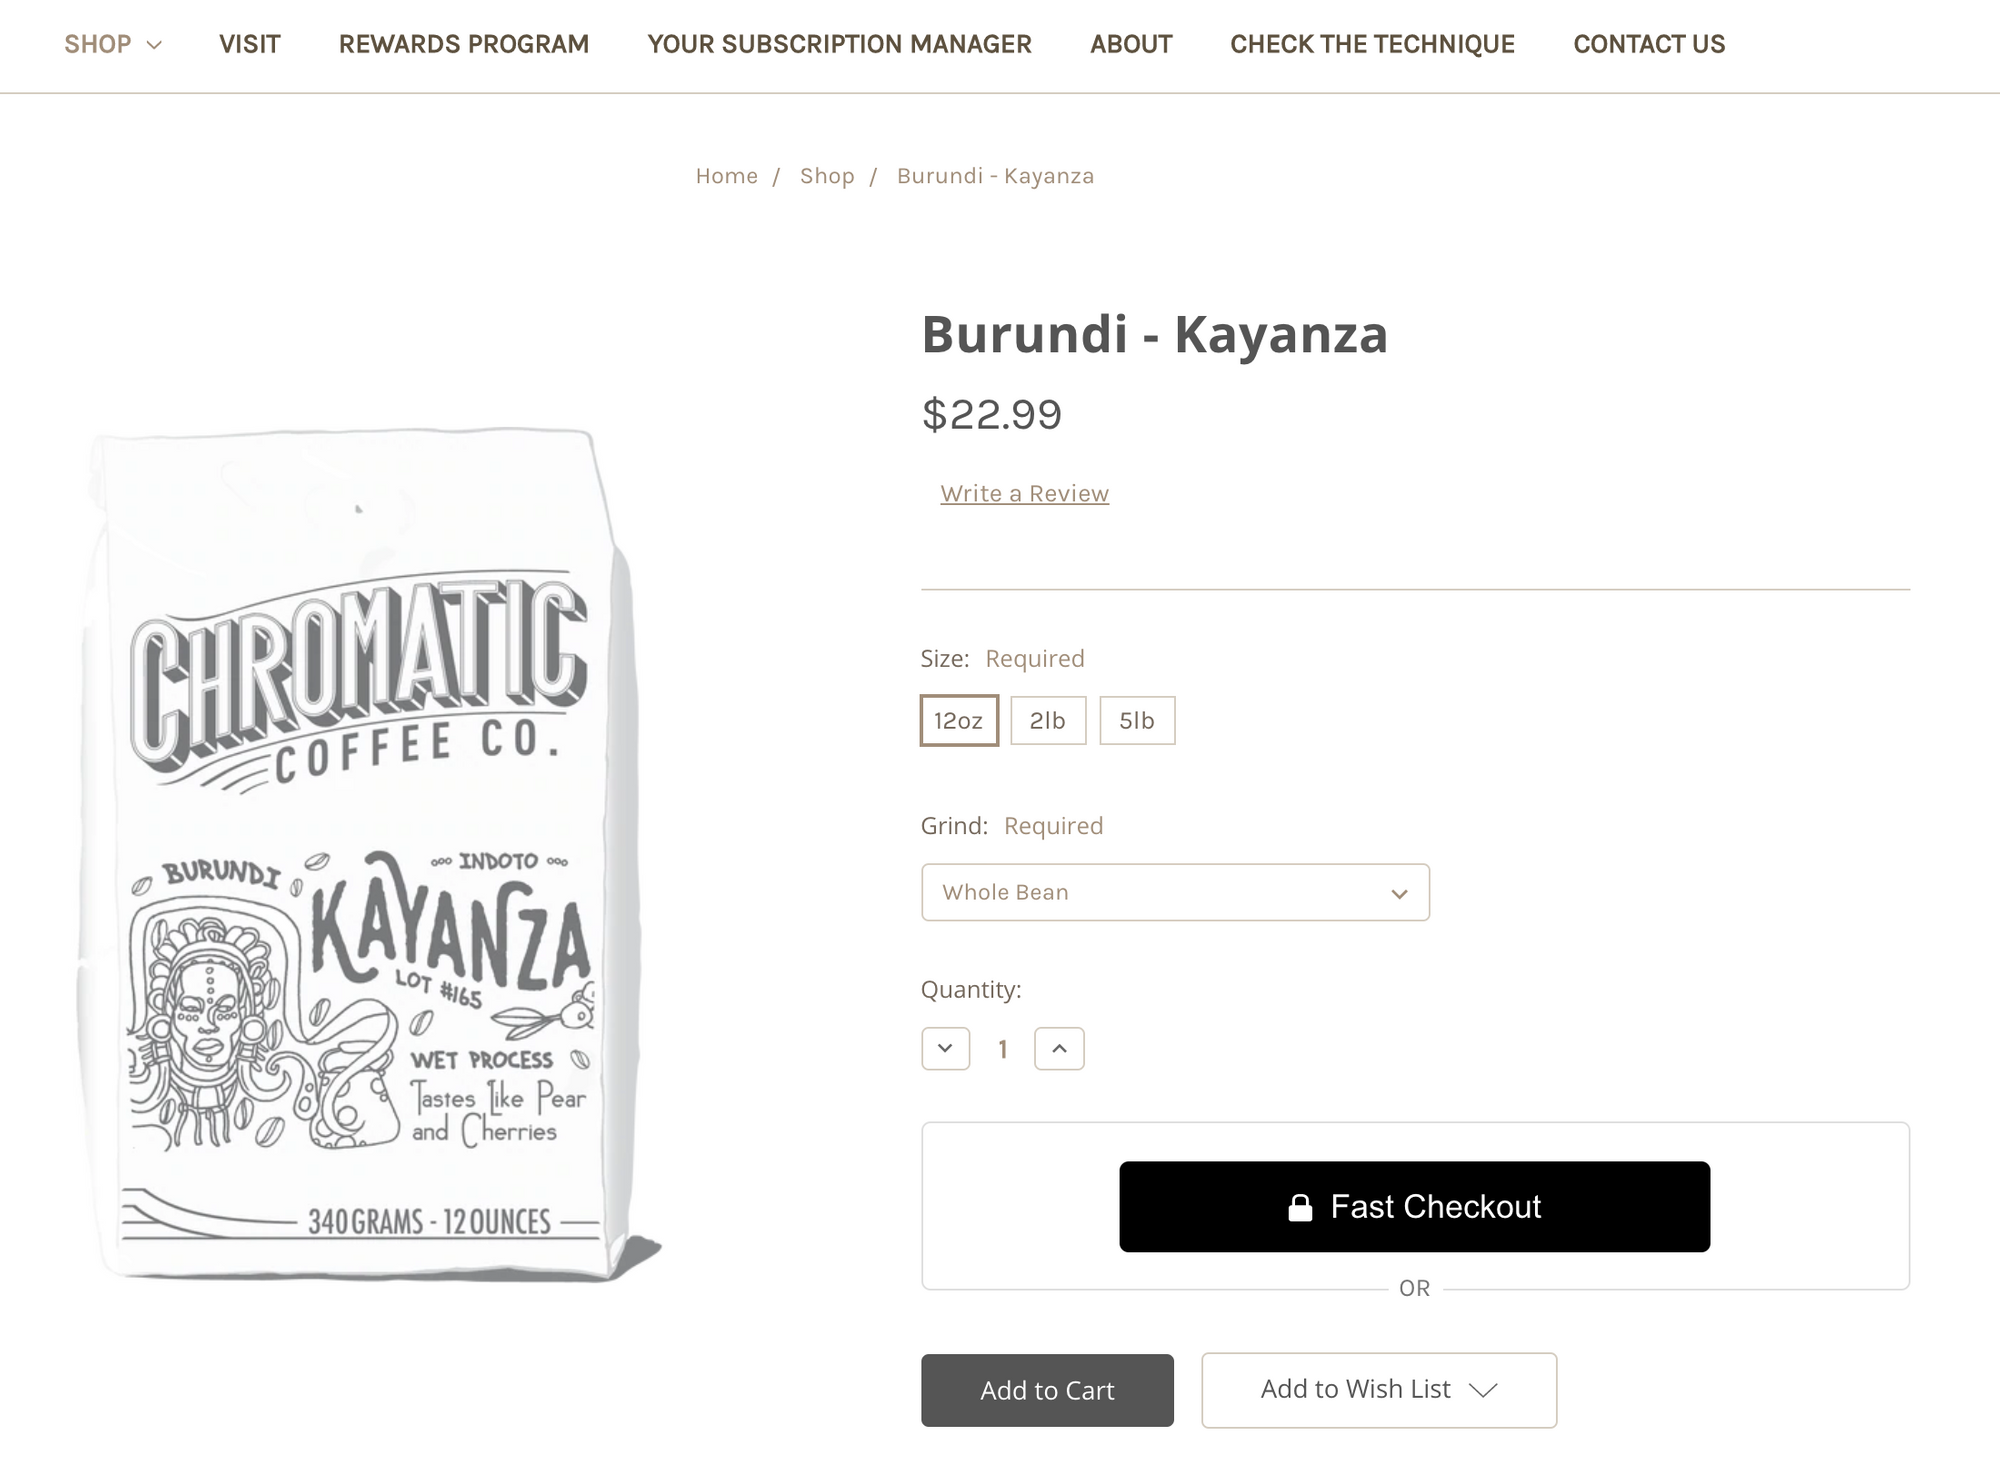 SHOP
VISIT
REWARDS PROGRAM
YOUR SUBSCRIPTION MANAGER
ABOUT
CHECK THE TECHNIQUE
CONTACT US
Home / Shop / Burundi - Kayanza
CHROMATIC
COFFEE CO.
BURUNDI
INDOTO
KAYANZA
LOT #165
WET PROCESS
Tastes Like Pear
and Cherries
340 GRAMS - 12 OUNCES
Burundi - Kayanza
$22.99
Write a Review
Size: Required
12oz
2lb
5lb
Grind: Required
Whole Bean
Quantity:
1
Fast Checkout
OR
Add to Cart
Add to Wish List